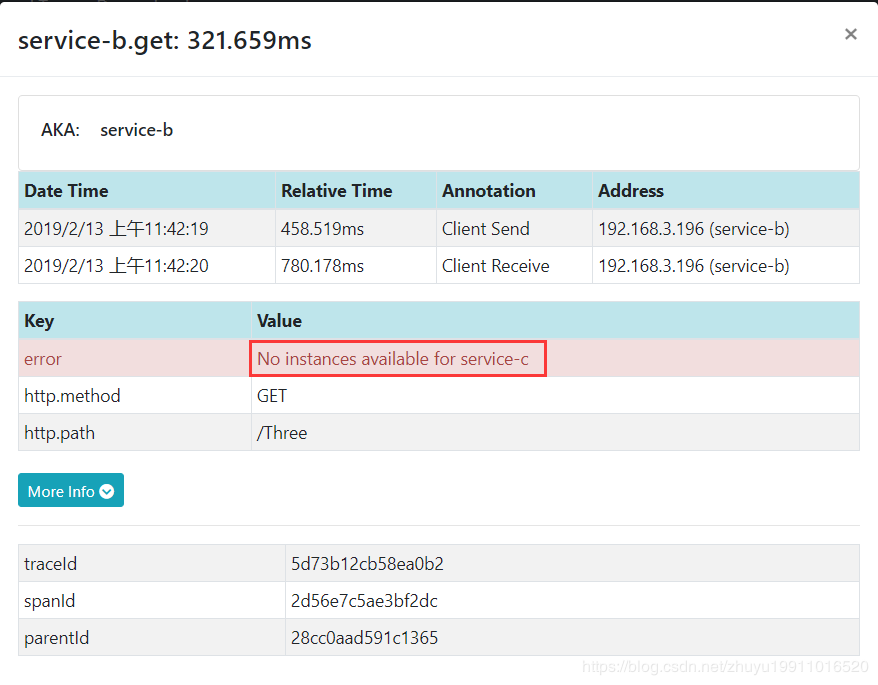 service-b.get: 321.659ms
×
AKA: service-b
Date Time Relative Time Annotation Address
2019/2/13 上午11:42:19 458.519ms Client Send 192.168.3.196 (service-b)
2019/2/13 上午11:42:20 780.178ms Client Receive 192.168.3.196 (service-b)
Key Value
error No instances available for service-c
http.method GET
http.path /Three
More Info
traceId 5d73b12cb58ea0b2
spanId 2d56e7c5ae3bf2dc
parentId 28cc0aad591c1365
https://blog.csdn.net/zhuyu19911016520